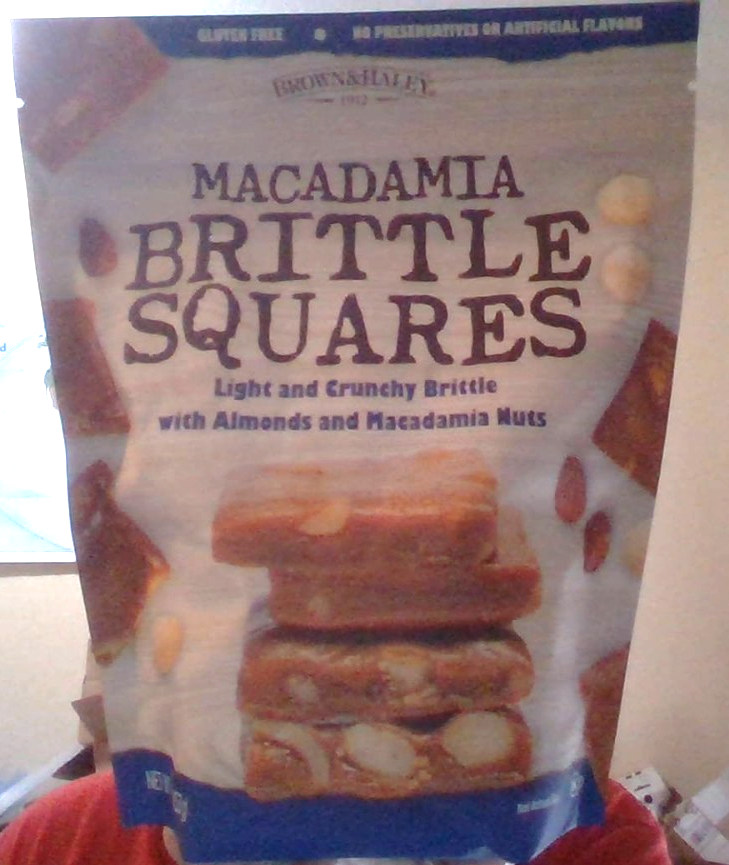 GLUTEN FREE • NO PRESERVATIVES OR ARTIFICIAL FLAVORS
BROWN & HALEY
1912
MACADAMIA
BRITTLE
SQUARES
Light and Crunchy Brittle
with Almonds and Macadamia Nuts
NET